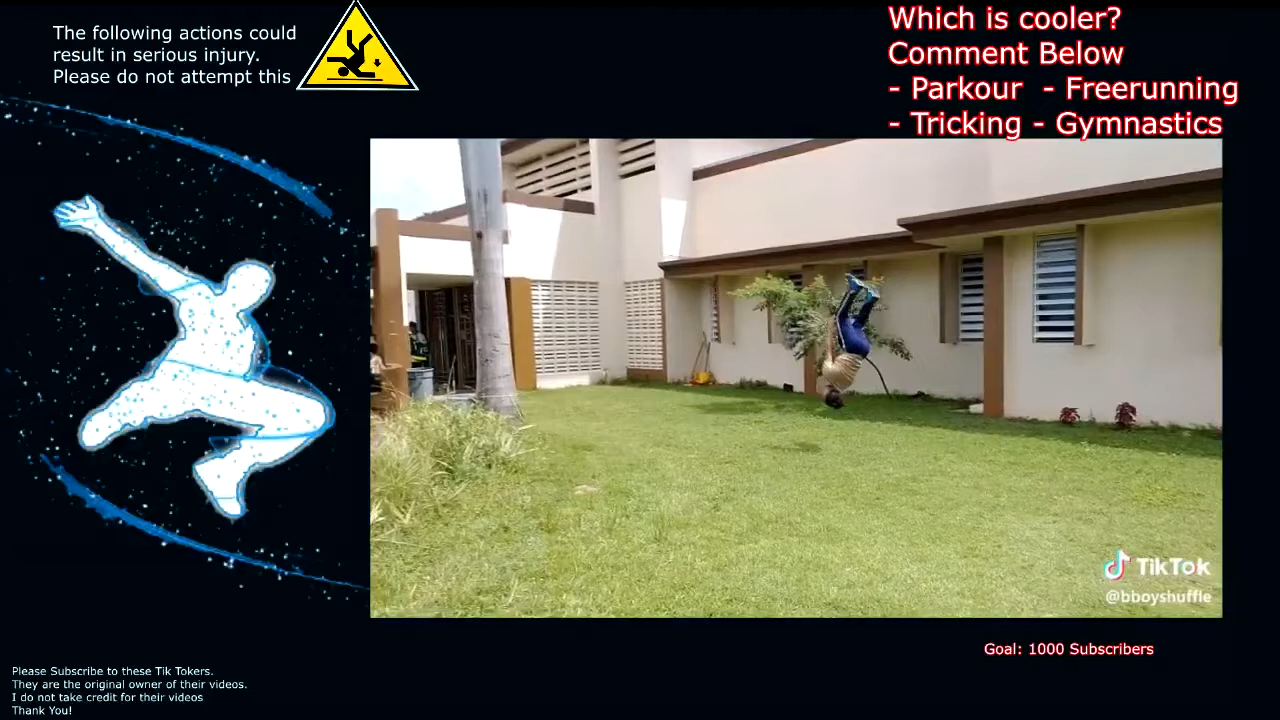 The following actions could
result in serious injury.
Please do not attempt this
Which is cooler?
Comment Below
- Parkour - Freerunning
- Tricking - Gymnastics
TikTok
@bboyshuffle
Goal: 1000 Subscribers
Please Subscribe to these Tik Tokers.
They are the original owner of their videos.
I do not take credit for their videos
Thank You!